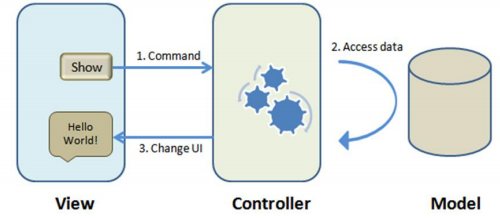 Show
1. Command
2. Access data
Hello
World!
3. Change UI
View
Controller
Model